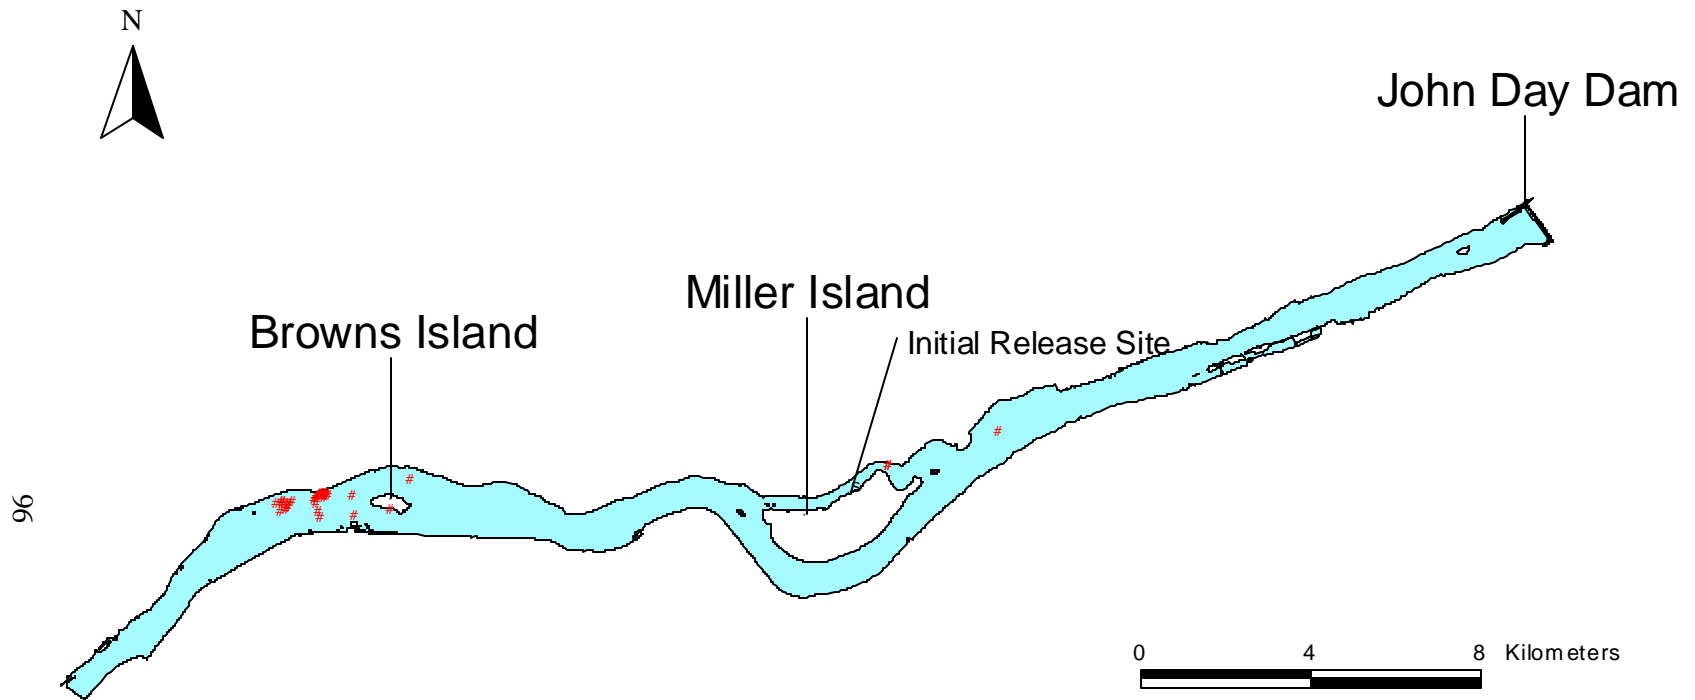 N
John Day Dam
Miller Island
Browns Island
Initial Release Site
96
0 4 8 Kilometers